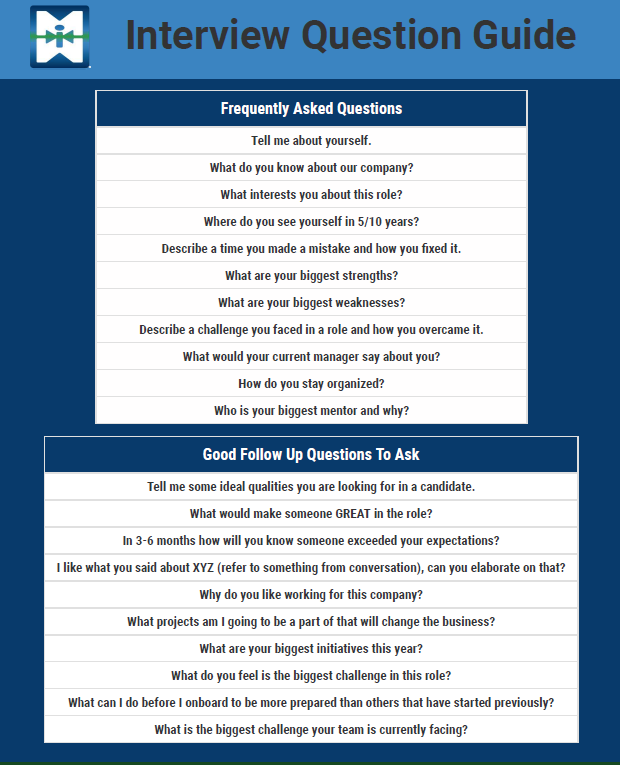 Interview Question Guide
Frequently Asked Questions
Tell me about yourself.
What do you know about our company?
What interests you about this role?
Where do you see yourself in 5/10 years?
Describe a time you made a mistake and how you fixed it.
What are your biggest strengths?
What are your biggest weaknesses?
Describe a challenge you faced in a role and how you overcame it.
What would your current manager say about you?
How do you stay organized?
Who is your biggest mentor and why?
Good Follow Up Questions To Ask
Tell me some ideal qualities you are looking for in a candidate.
What would make someone GREAT in the role?
In 3-6 months how will you know someone exceeded your expectations?
I like what you said about XYZ (refer to something from conversation), can you elaborate on that?
Why do you like working for this company?
What projects am I going to be a part of that will change the business?
What are your biggest initiatives this year?
What do you feel is the biggest challenge in this role?
What can I do before I onboard to be more prepared than others that have started previously?
What is the biggest challenge your team is currently facing?